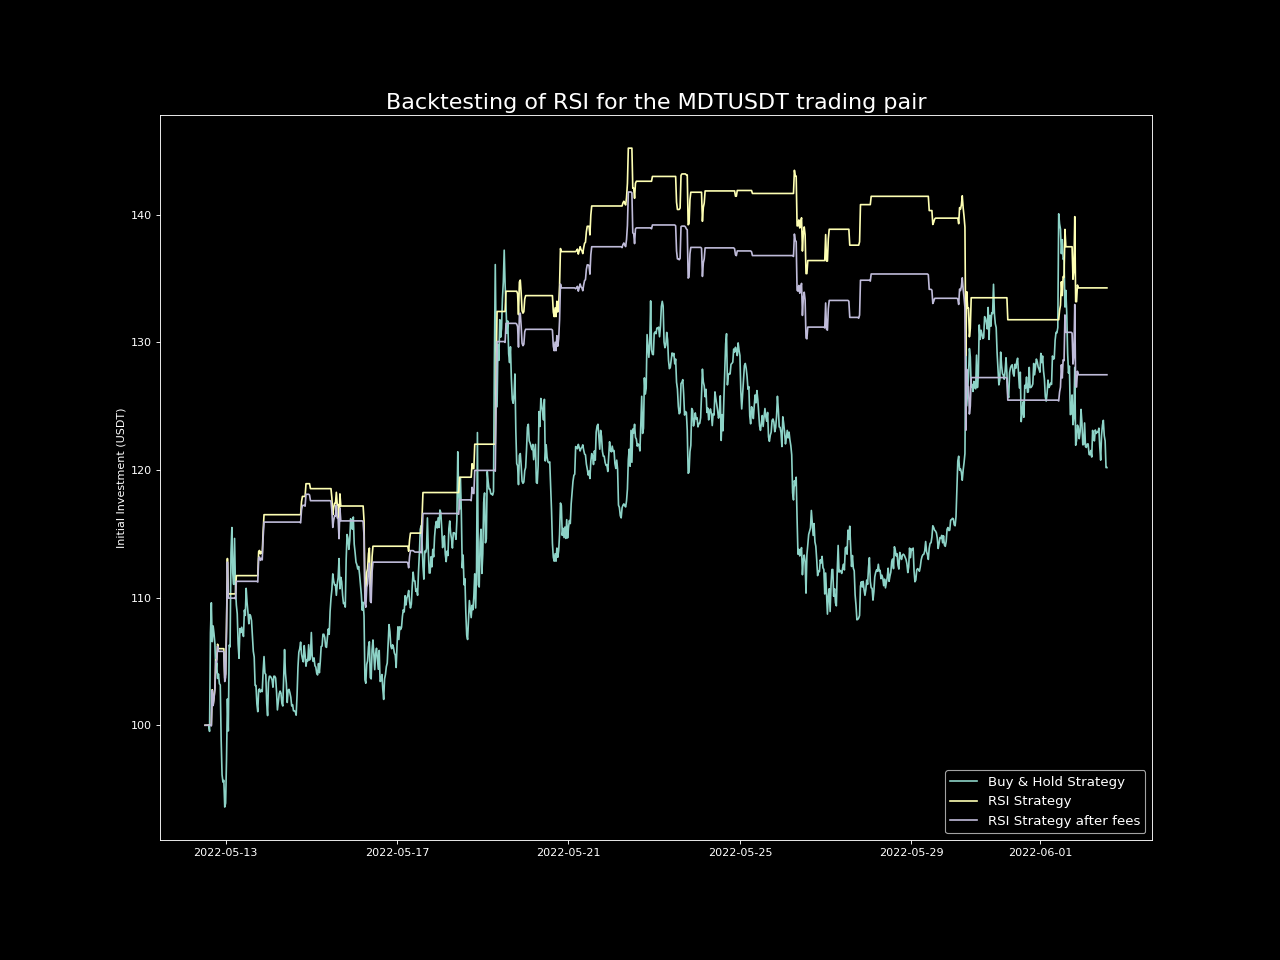 Backtesting of RSI for the MDTUSDT trading pair
Initial Investment (USDT)
140
130
120
110
100
2022-05-13
2022-05-17
2022-05-21
2022-05-25
2022-05-29
2022-06-01
Buy & Hold Strategy
RSI Strategy
RSI Strategy after fees